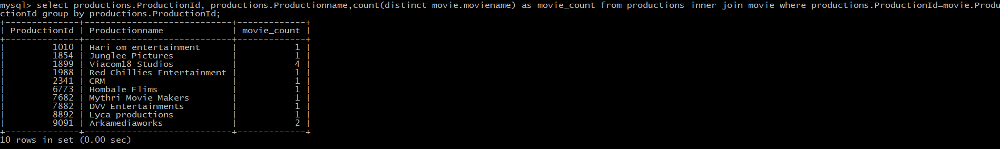 mysql> select productions.ProductionId, productions.Productionname,count(distinct movie.moviename) as movie_count from productions inner join movie where productions.ProductionId=movie.Produ
ctionId group by productions.ProductionId;
+--------------+---------------------------+-------------+
| ProductionId | Productionname            | movie_count |
+--------------+---------------------------+-------------+
|         1010 | Hari om entertainment     |           1 |
|         1854 | Junglee Pictures          |           1 |
|         1899 | Viacom18 Studios          |           4 |
|         1988 | Red Chillies Entertainment |           1 |
|         2341 | CRM                       |           1 |
|         6773 | Hombale Flims             |           1 |
|         7682 | Mythri Movie Makers       |           1 |
|         7882 | DVV Entertainments        |           1 |
|         8892 | Lyca productions          |           1 |
|         9091 | Arkamediaworks            |           2 |
+--------------+---------------------------+-------------+
10 rows in set (0.00 sec)